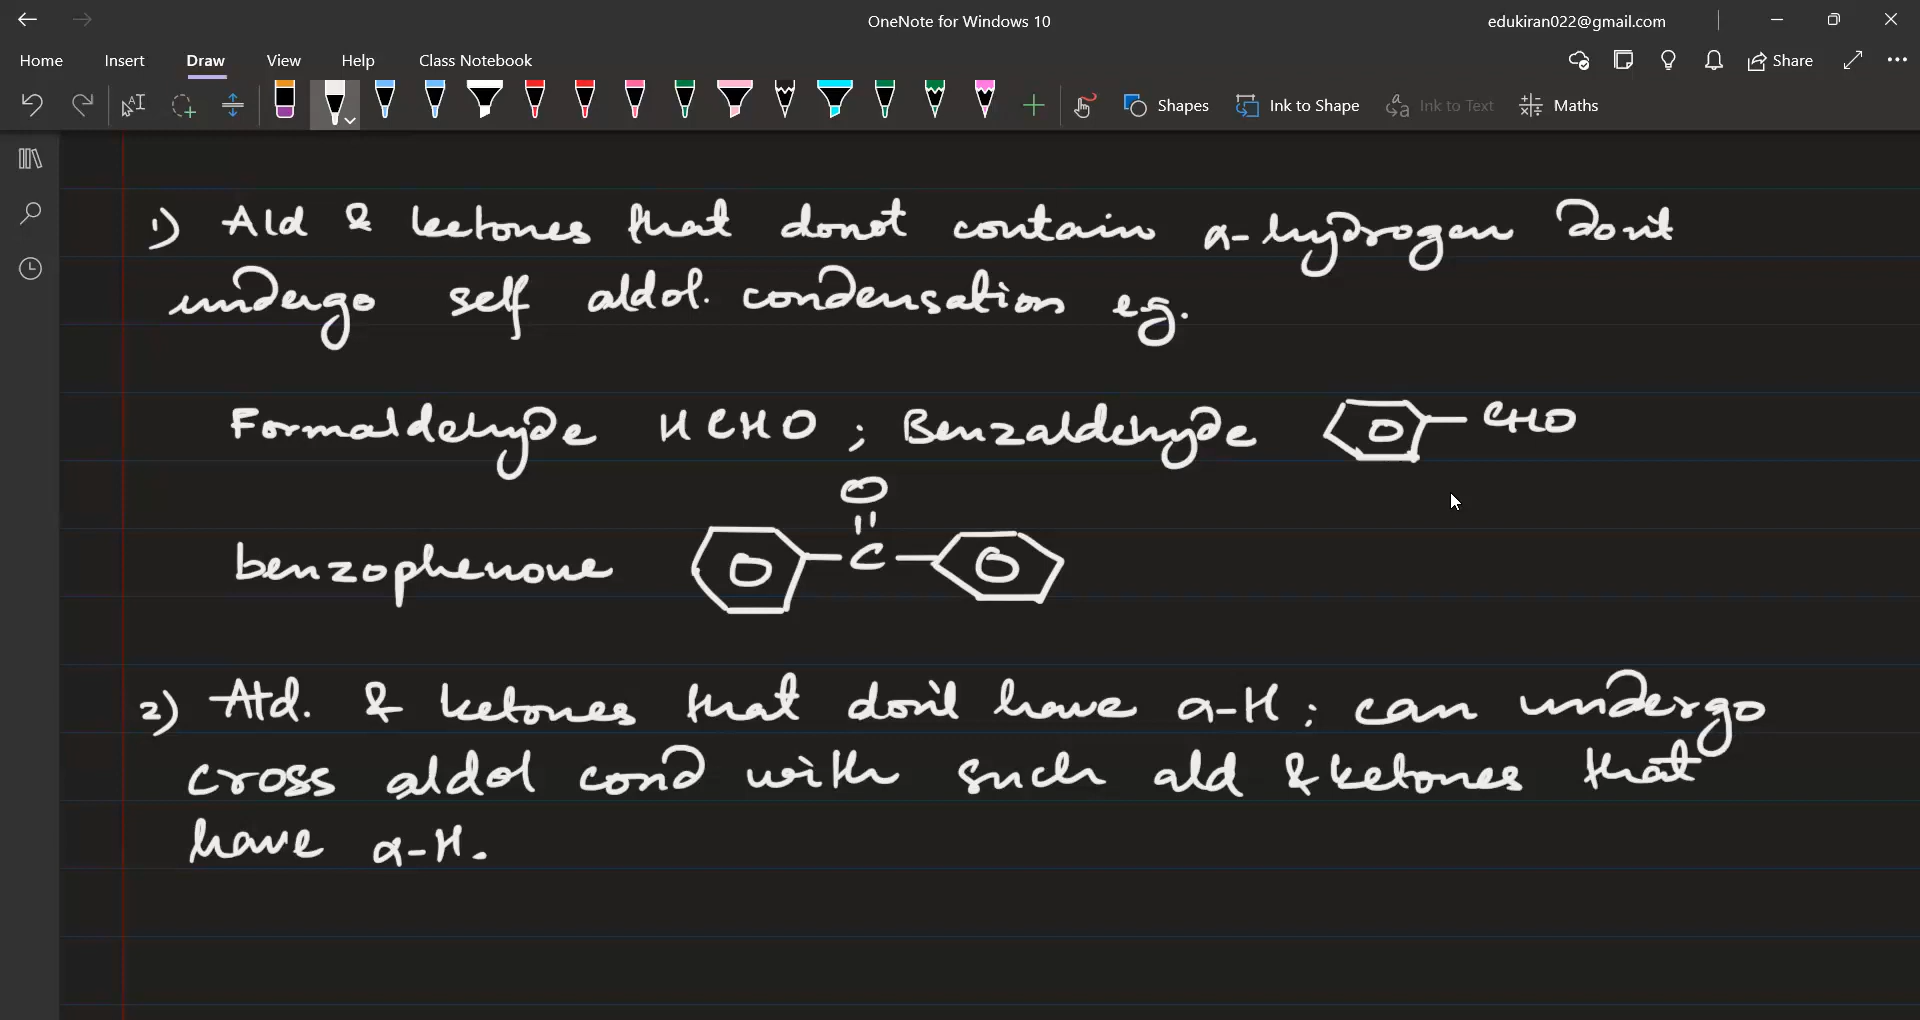 OneNote for Windows 10
edukiran022@gmail.com
Home Insert Draw View Help Class Notebook Share
Shapes Ink to Shape Ink to Text Maths
1) Ald & ketones that donot contain α-hydrogen don't
undergo self aldol. condensation eg.
Formaldehyde HCHO ; Benzaldehyde CHO
O
benzophenone C
2) Ald. & ketones that don't have α-H ; can undergo
cross aldol cond with such ald & ketones that
have α-H.